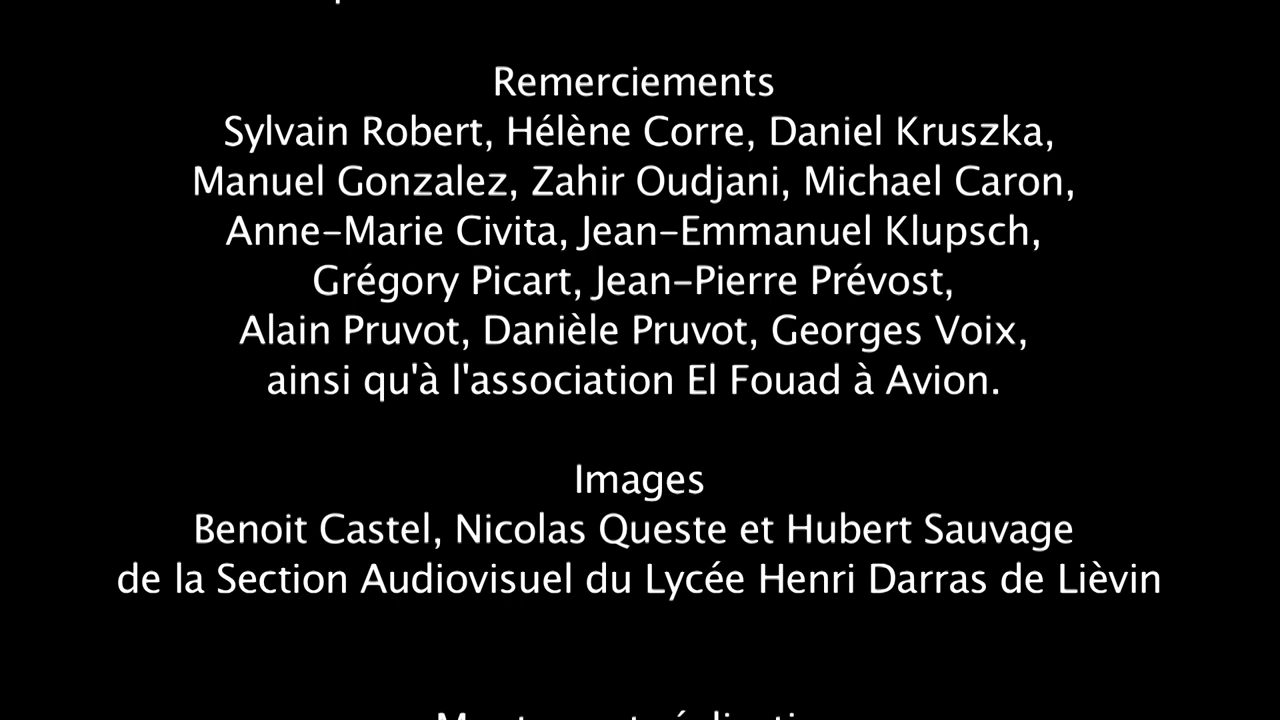 Remerciements
Sylvain Robert, Hélène Corre, Daniel Kruszka,
Manuel Gonzalez, Zahir Oudjani, Michael Caron,
Anne-Marie Civita, Jean-Emmanuel Klupsch,
Grégory Picart, Jean-Pierre Prévost,
Alain Pruvot, Danièle Pruvot, Georges Voix,
ainsi qu'à l'association El Fouad à Avion.
Images
Benoit Castel, Nicolas Queste et Hubert Sauvage
de la Section Audiovisuel du Lycée Henri Darras de Lièvin